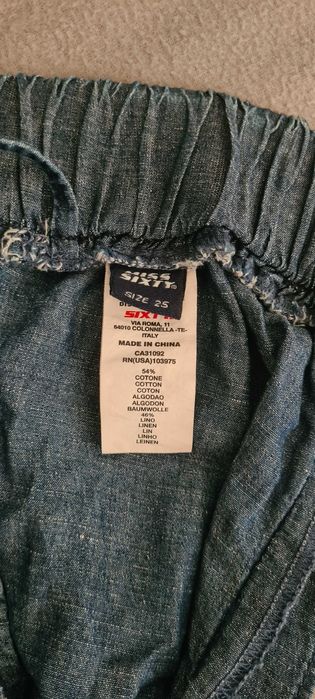 MISS
SIXTY
SIZE 25
SIXTY
VIA ROMA, 11
64010 COLONNELLA -TE-
ITALY
MADE IN CHINA
CA31092
RN(USA)103975
54%
COTONE
COTTON
COTON
ALGODAO
ALGODON
BAUMWOLLE
46%
LINO
LINEN
LIN
LINHO
LEINEN